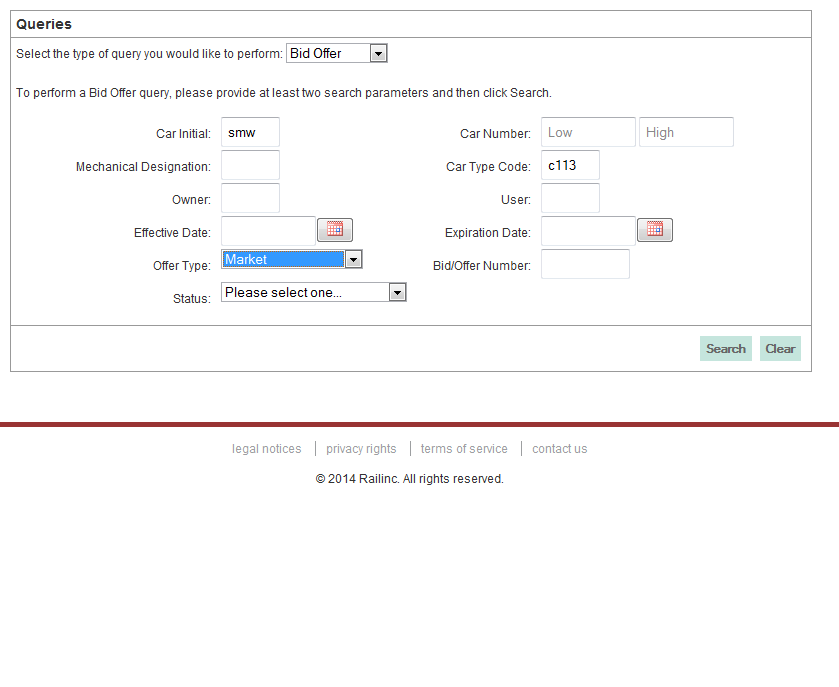 Queries
Select the type of query you would like to perform: Bid Offer
To perform a Bid Offer query, please provide at least two search parameters and then click Search.
Car Initial: smw Car Number: Low High
Mechanical Designation: Car Type Code: c113
Owner: User:
Effective Date: Expiration Date:
Offer Type: Market Bid/Offer Number:
Status: Please select one...
Search Clear
legal notices privacy rights terms of service contact us
© 2014 Railinc. All rights reserved.